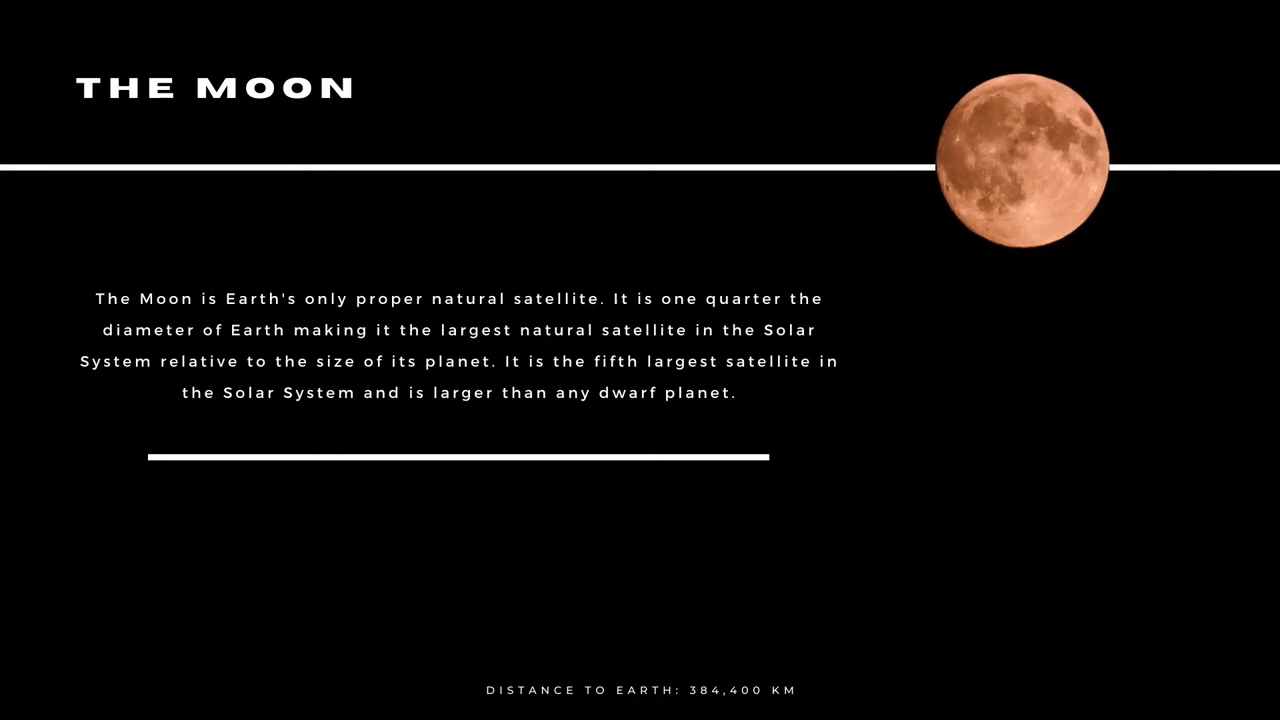 THE MOON
The Moon is Earth's only proper natural satellite. It is one quarter the
diameter of Earth making it the largest natural satellite in the Solar
System relative to the size of its planet. It is the fifth largest satellite in
the Solar System and is larger than any dwarf planet.
DISTANCE TO EARTH: 384,400 KM